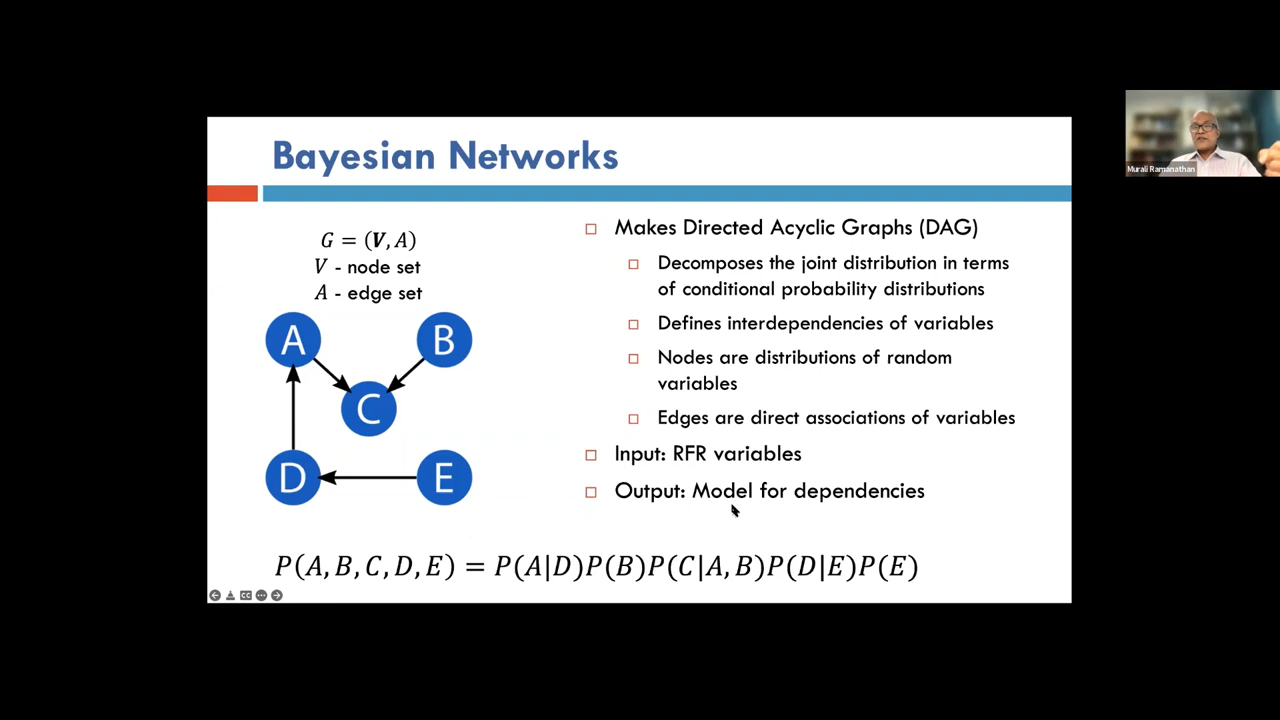 Bayesian Networks
G = (V, A)
V - node set
A - edge set
A
B
C
D
E
Makes Directed Acyclic Graphs (DAG)
Decomposes the joint distribution in terms
of conditional probability distributions
Defines interdependencies of variables
Nodes are distributions of random
variables
Edges are direct associations of variables
Input: RFR variables
Output: Model for dependencies
P(A, B, C, D, E) = P(A|D)P(B)P(C|A, B)P(D|E)P(E)
Murali Ramanathan